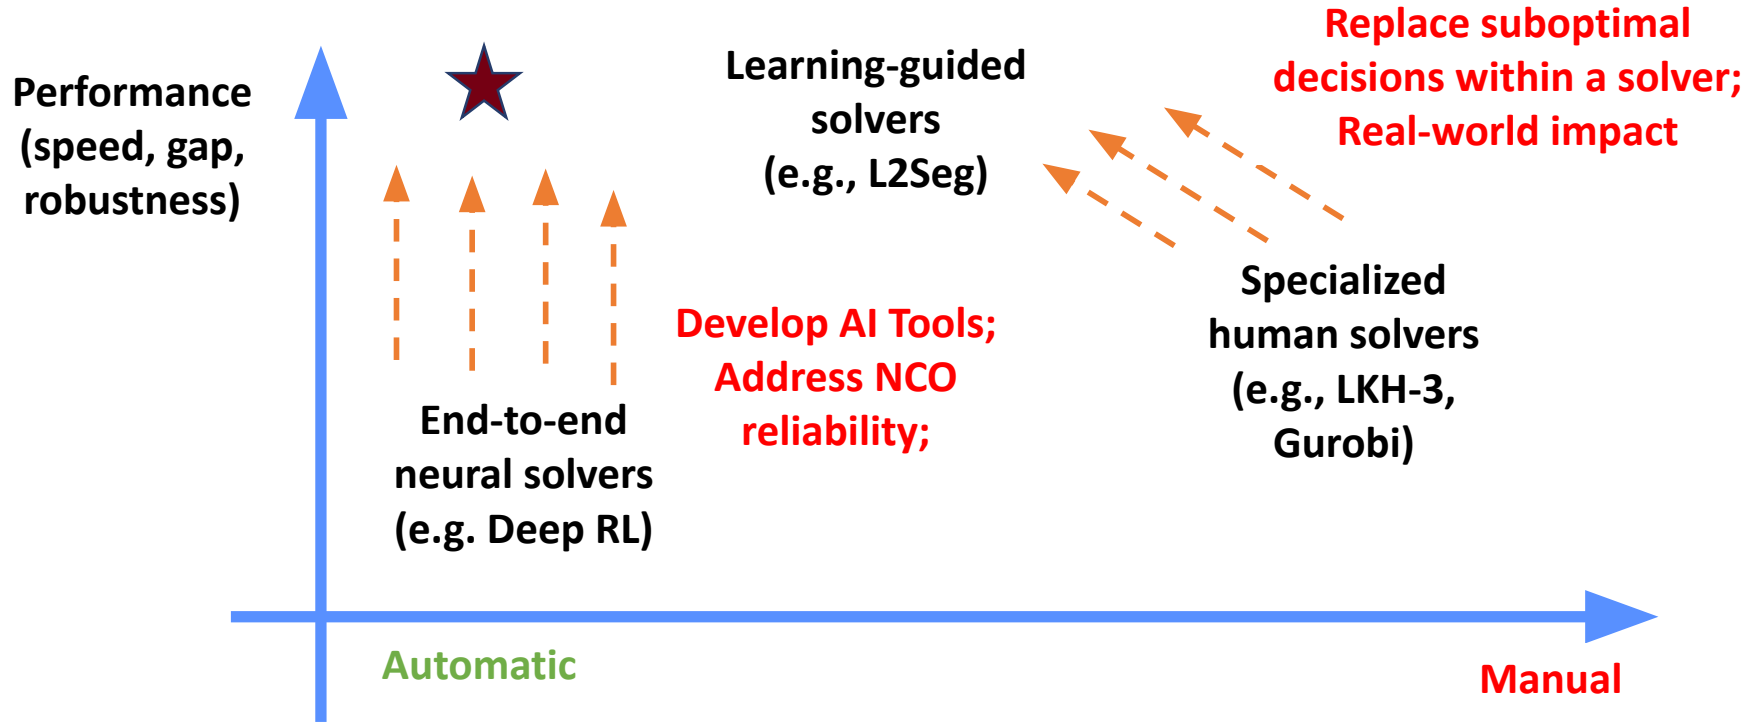 Performance
(speed, gap,
robustness)
Learning-guided
solvers
(e.g., L2Seg)
Replace suboptimal
decisions within a solver;
Real-world impact
Develop AI Tools;
Address NCO
reliability;
Specialized
human solvers
(e.g., LKH-3,
Gurobi)
End-to-end
neural solvers
(e.g. Deep RL)
Automatic
Manual